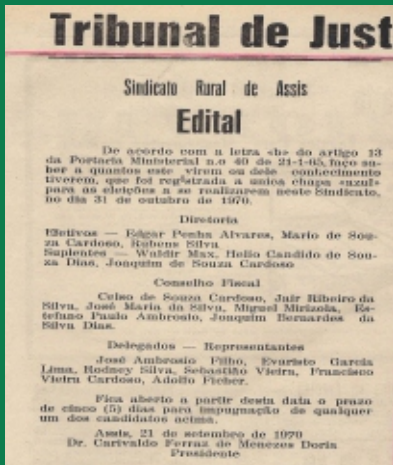 Tribunal de Just
Sindicato Rural de Assis
Edital
De acordo com a letra «b» do artigo 13
da Portaria Ministerial n.o 40 de 21-1-65, faço sa-
ber a quantos este virem ou dele conhecimento
tiverem, que foi registrada a unica chapa «azul»
para as eleições a se realizarem neste Sindicato,
no dia 31 de outubro de 1970.
Diretoria
Efetivos — Edgar Penha Alvares, Mario de Sou-
za Cardoso, Rubens Silva
Suplentes — Waldir Max, Helio Candido de Sou-
za Dias, Jonquim de Souza Cardoso
Conselho Fiscal
Celso de Souza Cardoso, Jair Ribeiro da
Silva, José Maria da Silva, Miguel Es-
tefano Paulo Ambrosio, Jonquim Bernardes da
Silva Dias.
Delegados — Representantes
José Ambrosio Filho, Evaristo Garcia
Lima, Rodney Silva, Sebastião Vieira, Francisco
Vieira Cardoso, Adolfo Ficher.
Fica aberto a partir desta data o prazo
de cinco (5) dias para impugnação de qualquer
um dos candidatos acima.
Assis, 21 de setembro de 1970
Dr. Carivaldo Ferraz de Menezes Doria
Presidente